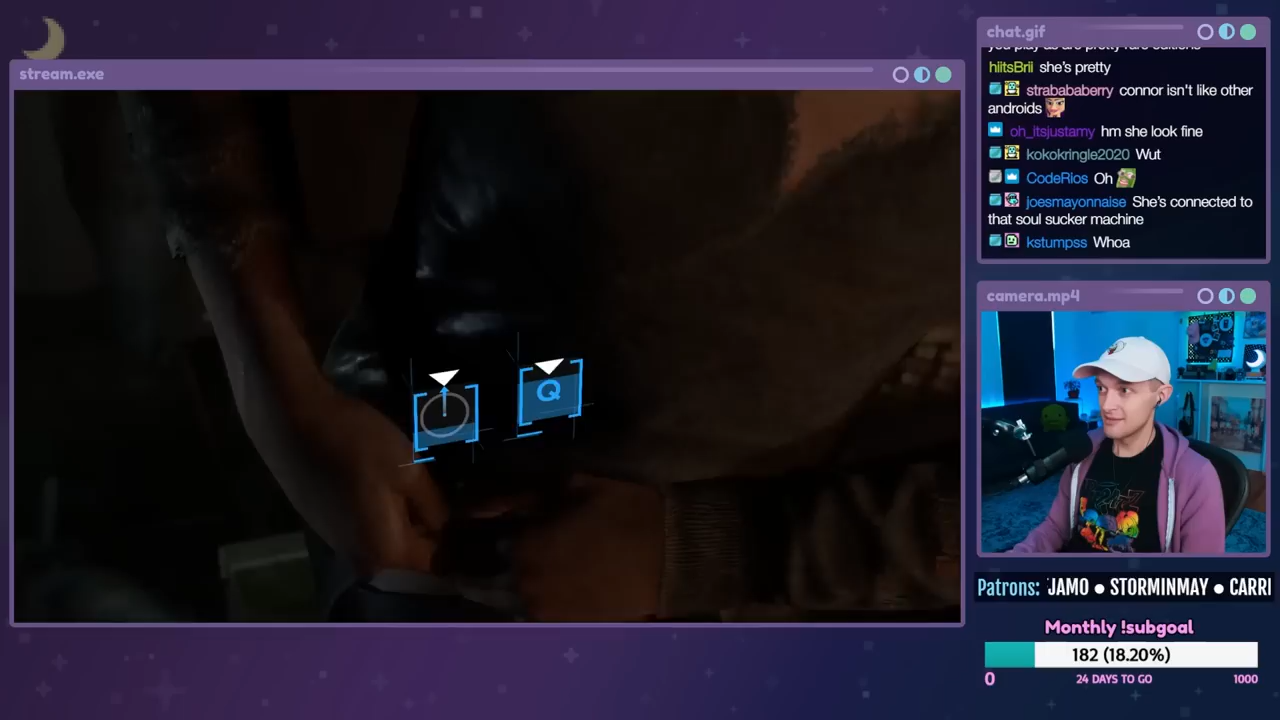 stream.exe
Q
chat.gif
hiitsBrii she's pretty
strabababerry connor isn't like other
androids
oh_itsjustamy hm she look fine
kokokringle2020 Wut
CodeRios Oh
joesmayonnaise She's connected to
that soul sucker machine
kstumpss Whoa
camera.mp4
Patrons: JAMO ● STORMINMAY ● CARRI
Monthly !subgoal
182 (18.20%)
0 24 DAYS TO GO 1000